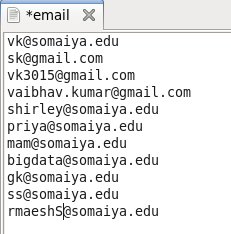 *email
vk@somaiya.edu
sk@gmail.com
vk3015@gmail.com
vaibhav.kumar@gmail.com
shirley@somaiya.edu
priya@somaiya.edu
mam@somaiya.edu
bigdata@somaiya.edu
gk@somaiya.edu
ss@somaiya.edu
rmaeshS@somaiya.edu